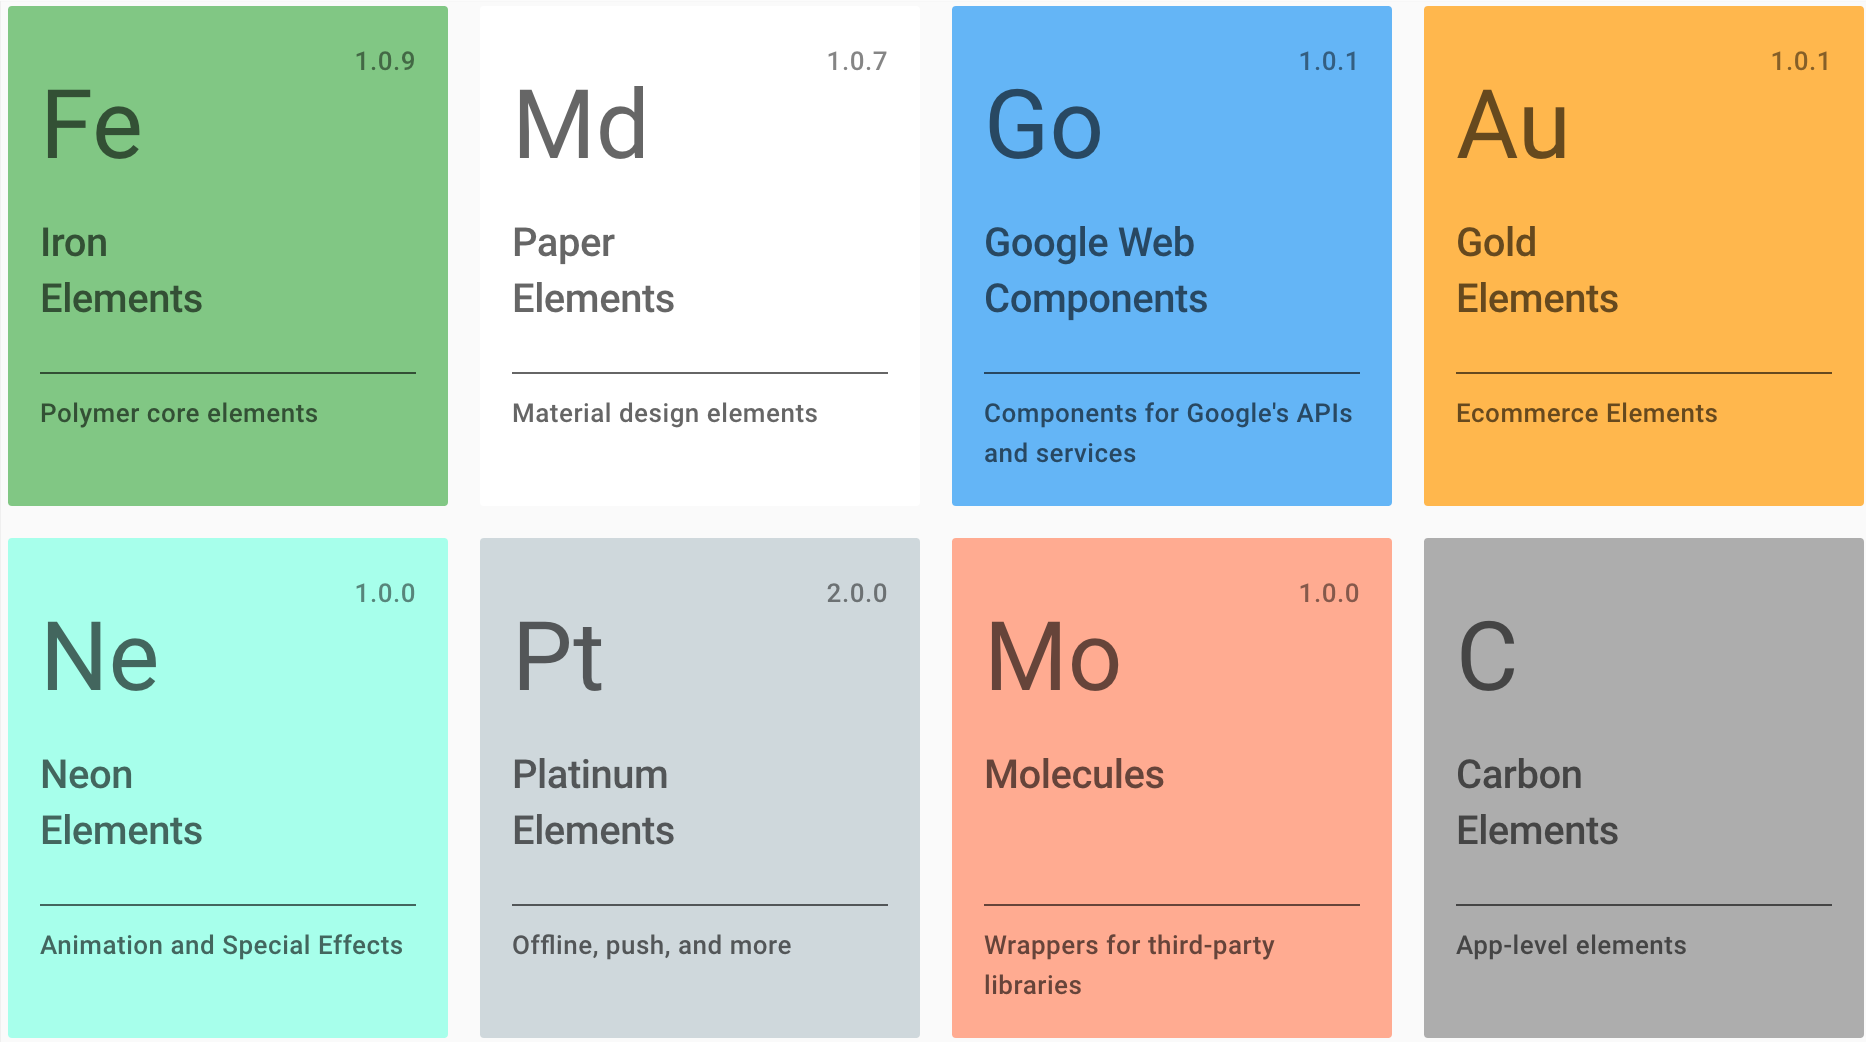 1.0.9
Fe
Iron
Elements
Polymer core elements
1.0.7
Md
Paper
Elements
Material design elements
1.0.1
Go
Google Web
Components
Components for Google's APIs
and services
1.0.1
Au
Gold
Elements
Ecommerce Elements
1.0.0
Ne
Neon
Elements
Animation and Special Effects
2.0.0
Pt
Platinum
Elements
Offline, push, and more
1.0.0
Mo
Molecules
Wrappers for third-party
libraries
C
Carbon
Elements
App-level elements